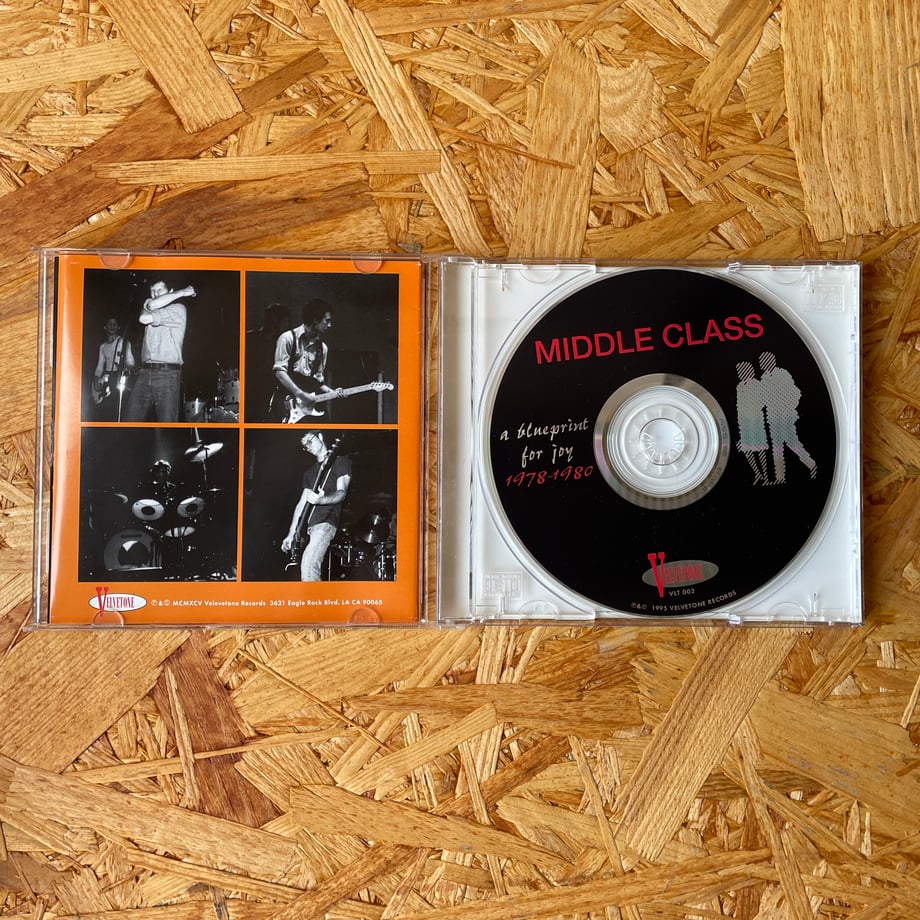 VELVETONE
℗&© MCMXCV Velvetone Records 3621 Eagle Rock Blvd. LA CA 90065
MIDDLE CLASS
a blueprint
for joy
1978-1980
VELVETONE
VLT 002
℗&© 1995 VELVETONE RECORDS